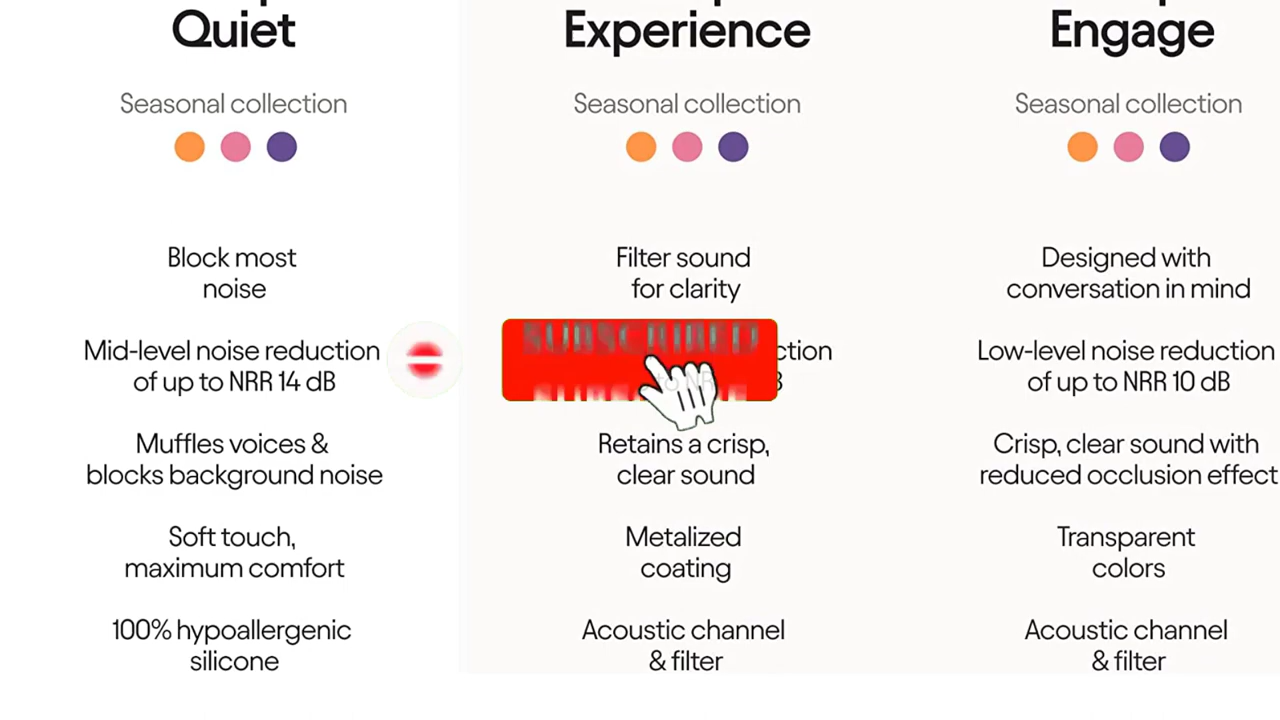 Quiet
Experience
Engage
Seasonal collection
Seasonal collection
Seasonal collection
Block most
noise
Filter sound
for clarity
Designed with
conversation in mind
Mid-level noise reduction
of up to NRR 14 dB
SUBSCRIBED
Low-level noise reduction
of up to NRR 10 dB
Muffles voices &
blocks background noise
Retains a crisp,
clear sound
Crisp, clear sound with
reduced occlusion effect
Soft touch,
maximum comfort
Metalized
coating
Transparent
colors
100% hypoallergenic
silicone
Acoustic channel
& filter
Acoustic channel
& filter